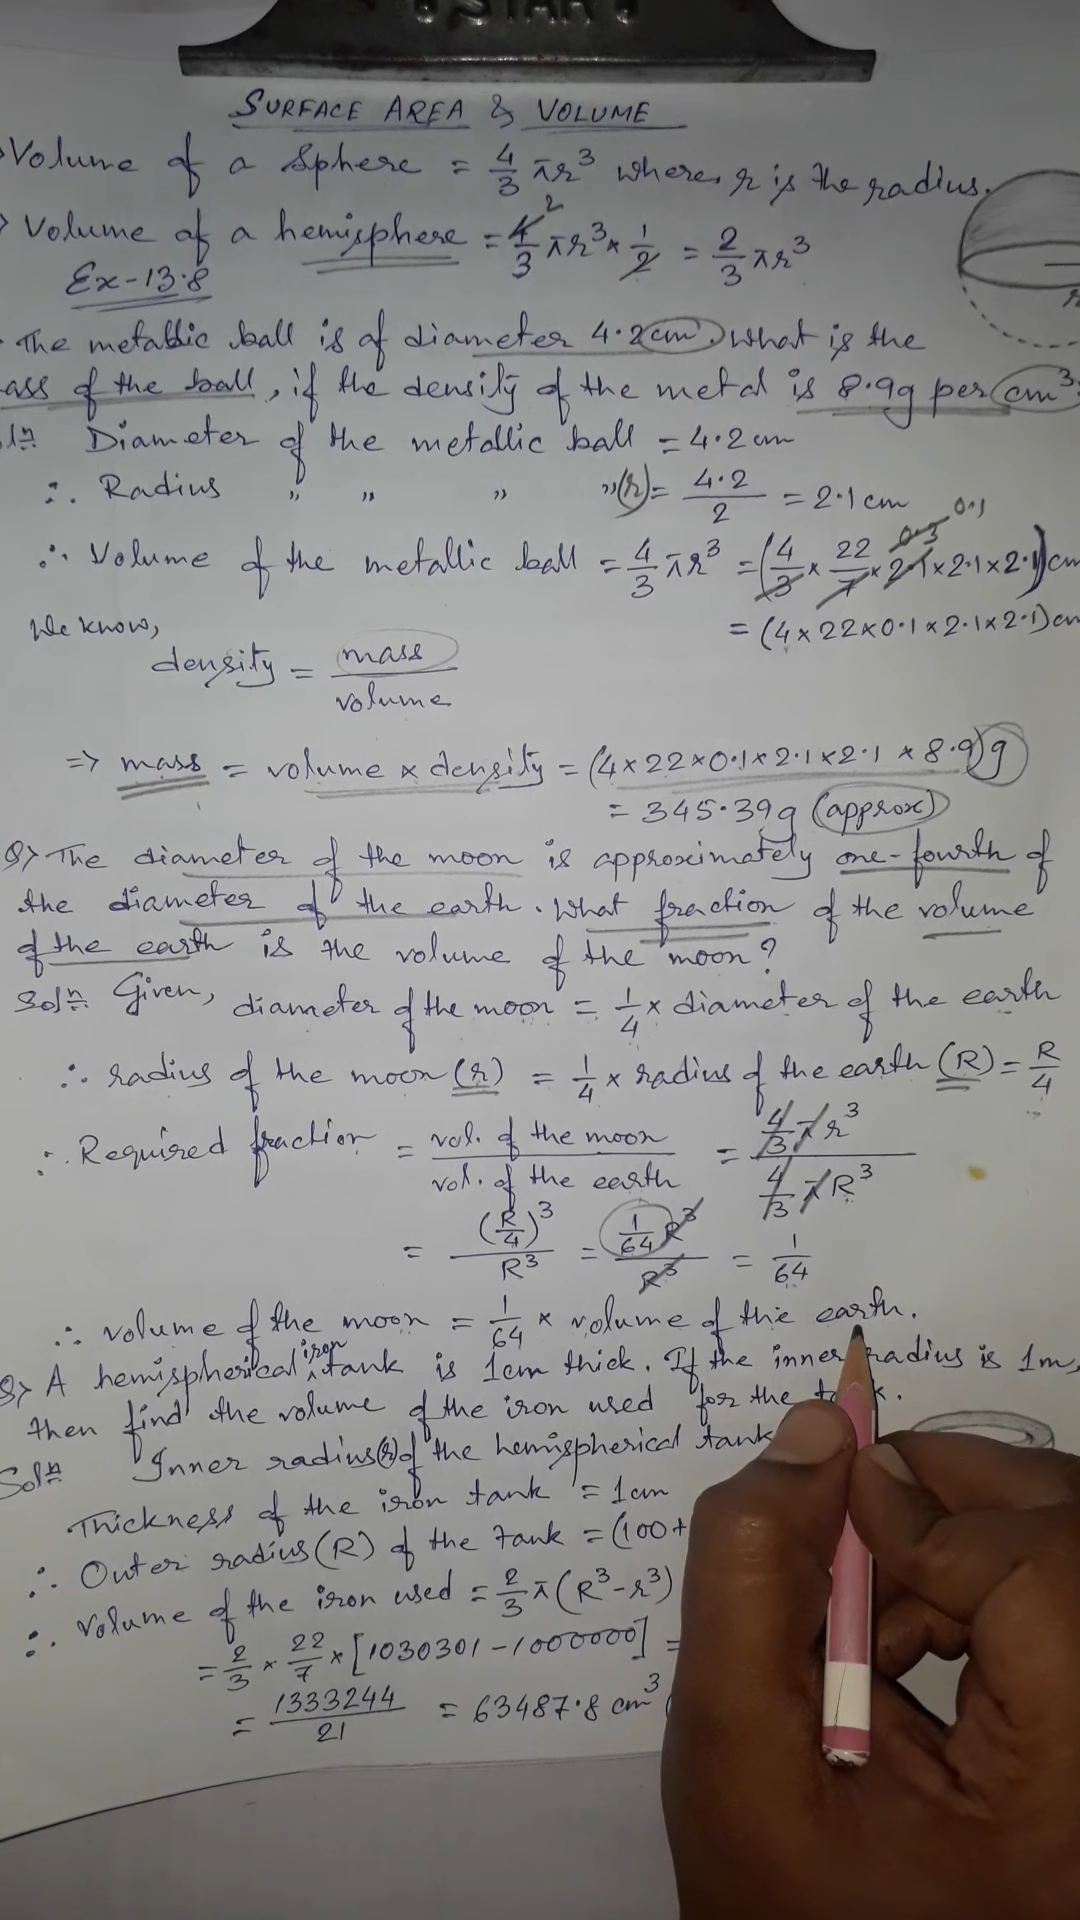 START
SURFACE AREA & VOLUME
Volume of a sphere = 4/3 πr³ where, r is the radius.
Volume of a hemisphere = 4/3 πr³ × 1/2 = 2/3 πr³
2
Ex-13.8
r
The metallic ball is of diameter 4.2cm. What is the
ass of the ball, if the density of the metal is 8.9g per cm³
ln Diameter of the metallic ball = 4.2cm
∴ Radius " " " "(r) = 4.2/2 = 2.1cm
0.3 0.1
∴ Volume of the metallic ball = 4/3 πr³ = (4/3 × 22/7 × 2.1 × 2.1 × 2.1) cm
= (4×22×0.1×2.1×2.1) cm
We know,
density = mass/volume
⇒ mass = volume × density = (4×22×0.1×2.1×2.1×8.9)g
= 345.39g (approx)
Q> The diameter of the moon is approximately one-fourth of
the diameter of the earth. What fraction of the volume
of the earth is the volume of the moon?
Soln Given, diameter of the moon = 1/4 × diameter of the earth
∴ radius of the moon (r) = 1/4 × radius of the earth (R) = R/4
∴ Required fraction = vol. of the moon/vol. of the earth = 4/3 πr³ / 4/3 πR³
= (R/4)³/R³ = 1/64 R³/R³ = 1/64
∴ volume of the moon = 1/64 × volume of the earth.
Q> A hemispherical iron tank is 1cm thick. If the inner radius is 1m,
then find the volume of the iron used for the tank.
Soln Inner radius(r) of the hemispherical tank
Thickness of the iron tank = 1cm
∴ Outer radius (R) of the tank = (100+
∴ volume of the iron used = 2/3 π(R³-r³)
= 2/3 × 22/7 × [1030301-1000000] =
= 1333244/21 = 63487.8 cm³ (